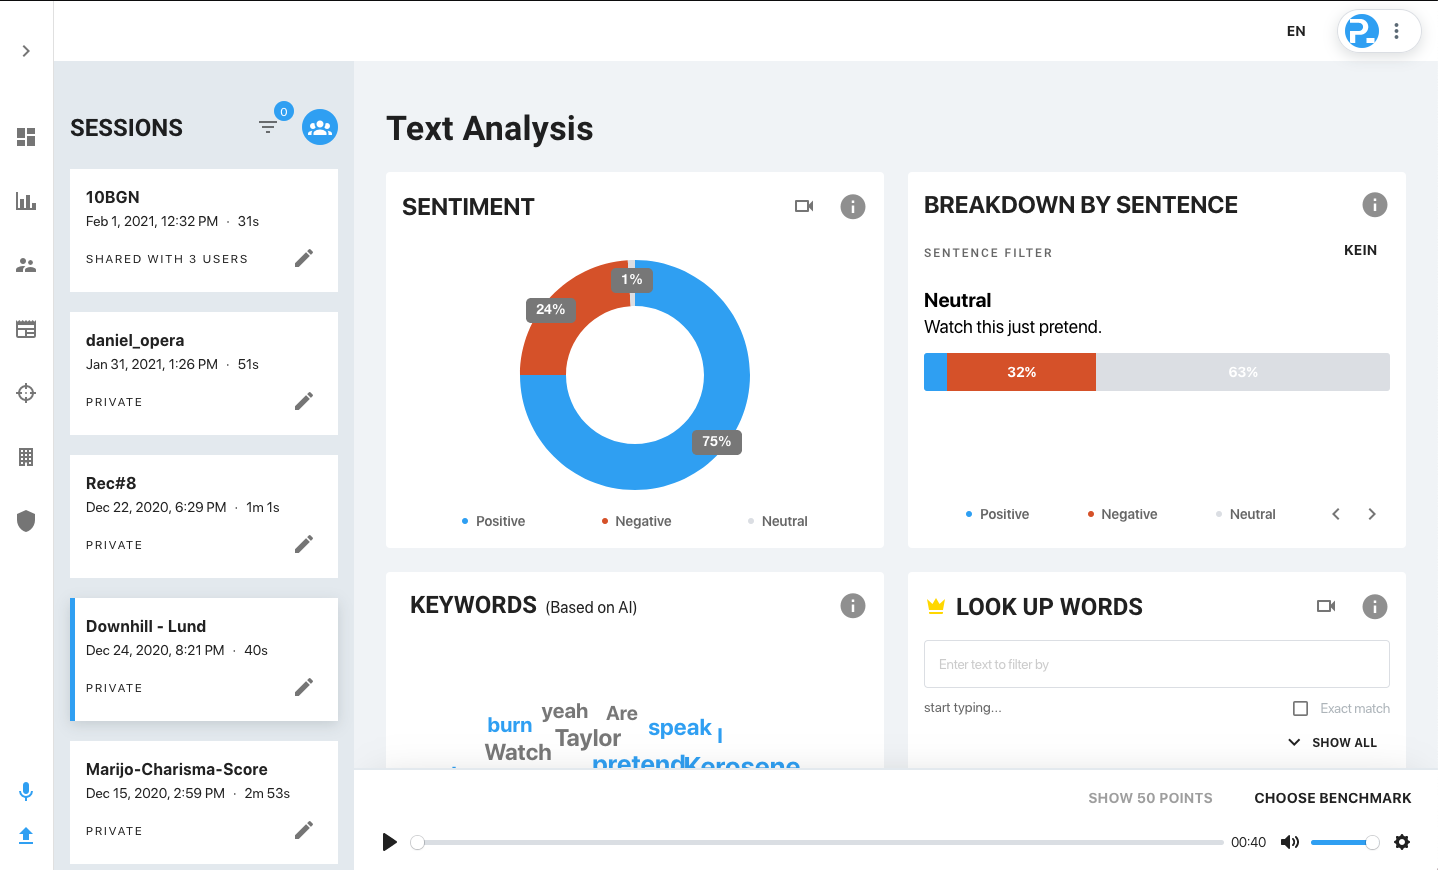 EN
P.
SESSIONS
0
10BGN
Feb 1, 2021, 12:32 PM · 31s
SHARED WITH 3 USERS
daniel_opera
Jan 31, 2021, 1:26 PM · 51s
PRIVATE
Rec#8
Dec 22, 2020, 6:29 PM · 1m 1s
PRIVATE
Downhill - Lund
Dec 24, 2020, 8:21 PM · 40s
PRIVATE
Marijo-Charisma-Score
Dec 15, 2020, 2:59 PM · 2m 53s
PRIVATE
Text Analysis
SENTIMENT
1%
24%
75%
Positive Negative Neutral
BREAKDOWN BY SENTENCE
SENTENCE FILTER KEIN
Neutral
Watch this just pretend.
32% 63%
Positive Negative Neutral
KEYWORDS (Based on AI)
burn yeah Are speak I
Watch Taylor
pretend Kerosene
LOOK UP WORDS
Enter text to filter by
start typing... Exact match
SHOW ALL
SHOW 50 POINTS CHOOSE BENCHMARK
00:40